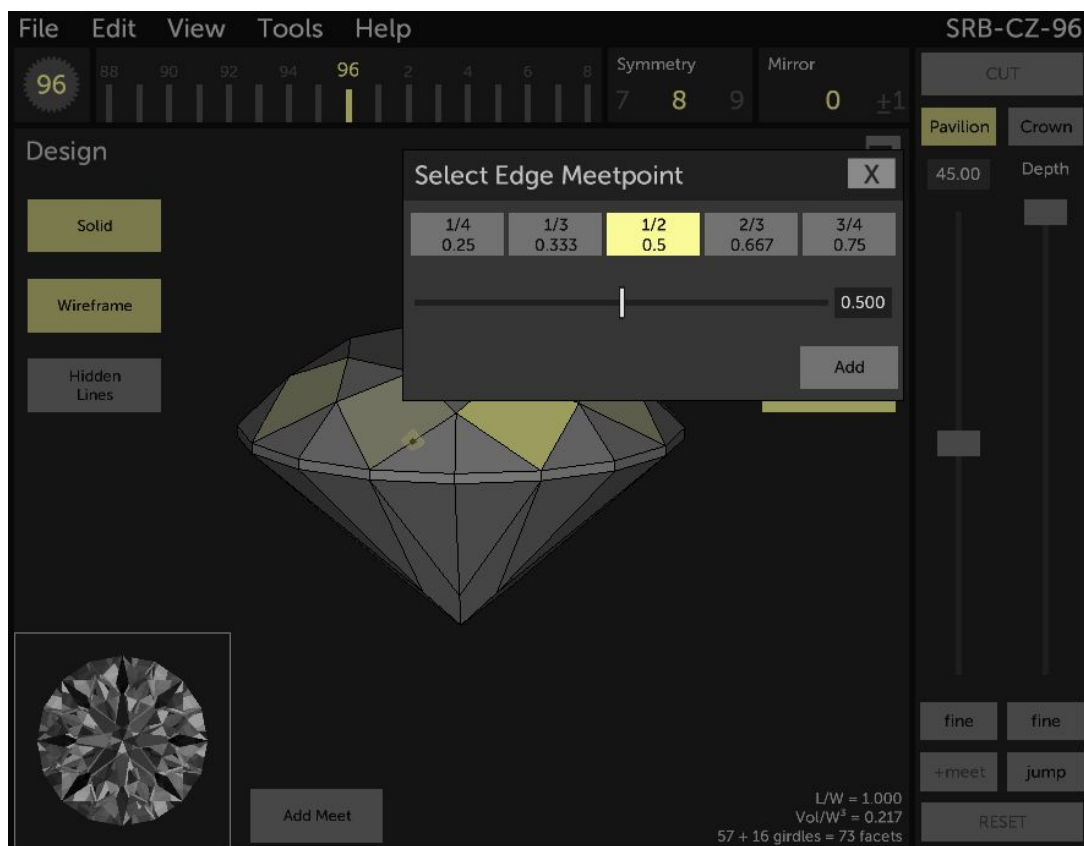 File Edit View Tools Help SRB-CZ-96
96 88 90 92 94 96 2 4 6 8
Symmetry
7 8 9
Mirror
0 ±1
CUT
Pavilion Crown
45.00 Depth
Design
Select Edge Meetpoint X
1/4 1/3 1/2 2/3 3/4
0.25 0.333 0.5 0.667 0.75
0.500
Add
Solid
Wireframe
Hidden
Lines
fine fine
+meet jump
RESET
Add Meet
L/W = 1.000
Vol/W³ = 0.217
57 + 16 girdles = 73 facets